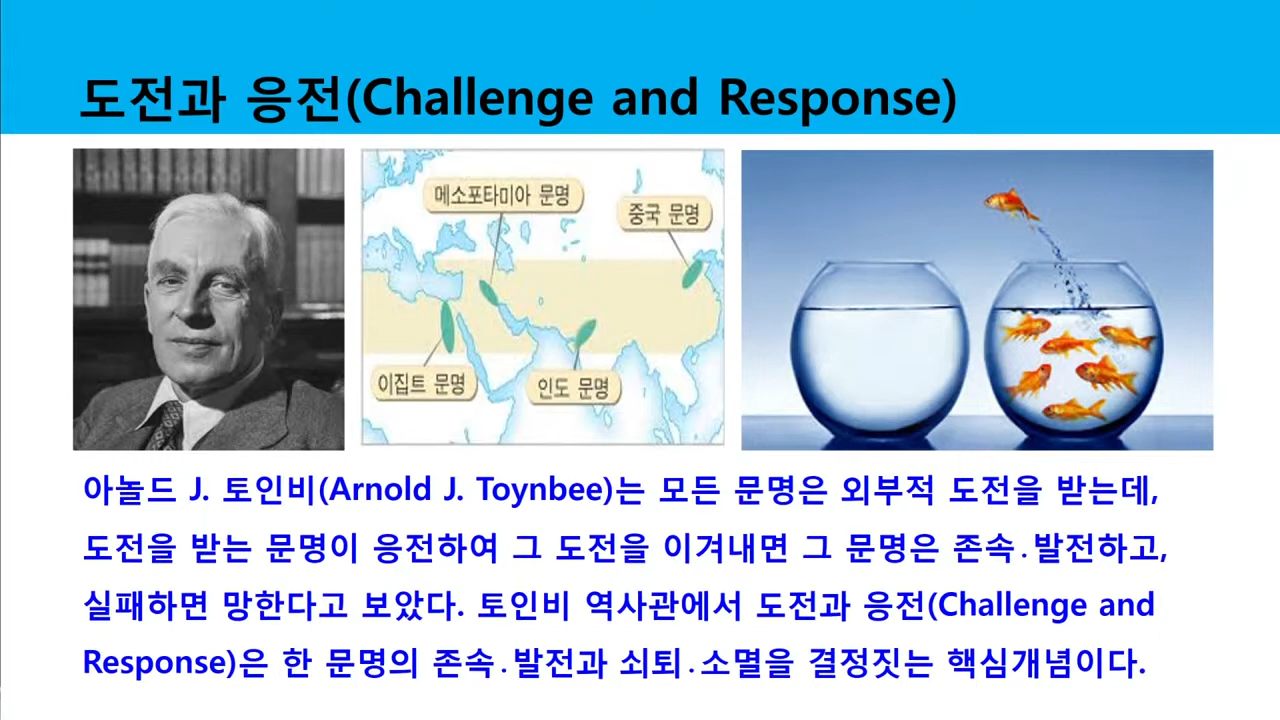 도전과 응전(Challenge and Response)
메소포타미아 문명
중국 문명
이집트 문명
인도 문명
아놀드 J. 토인비(Arnold J. Toynbee)는 모든 문명은 외부적 도전을 받는데,
도전을 받는 문명이 응전하여 그 도전을 이겨내면 그 문명은 존속.발전하고,
실패하면 망한다고 보았다. 토인비 역사관에서 도전과 응전(Challenge and
Response)은 한 문명의 존속.발전과 쇠퇴.소멸을 결정짓는 핵심개념이다.